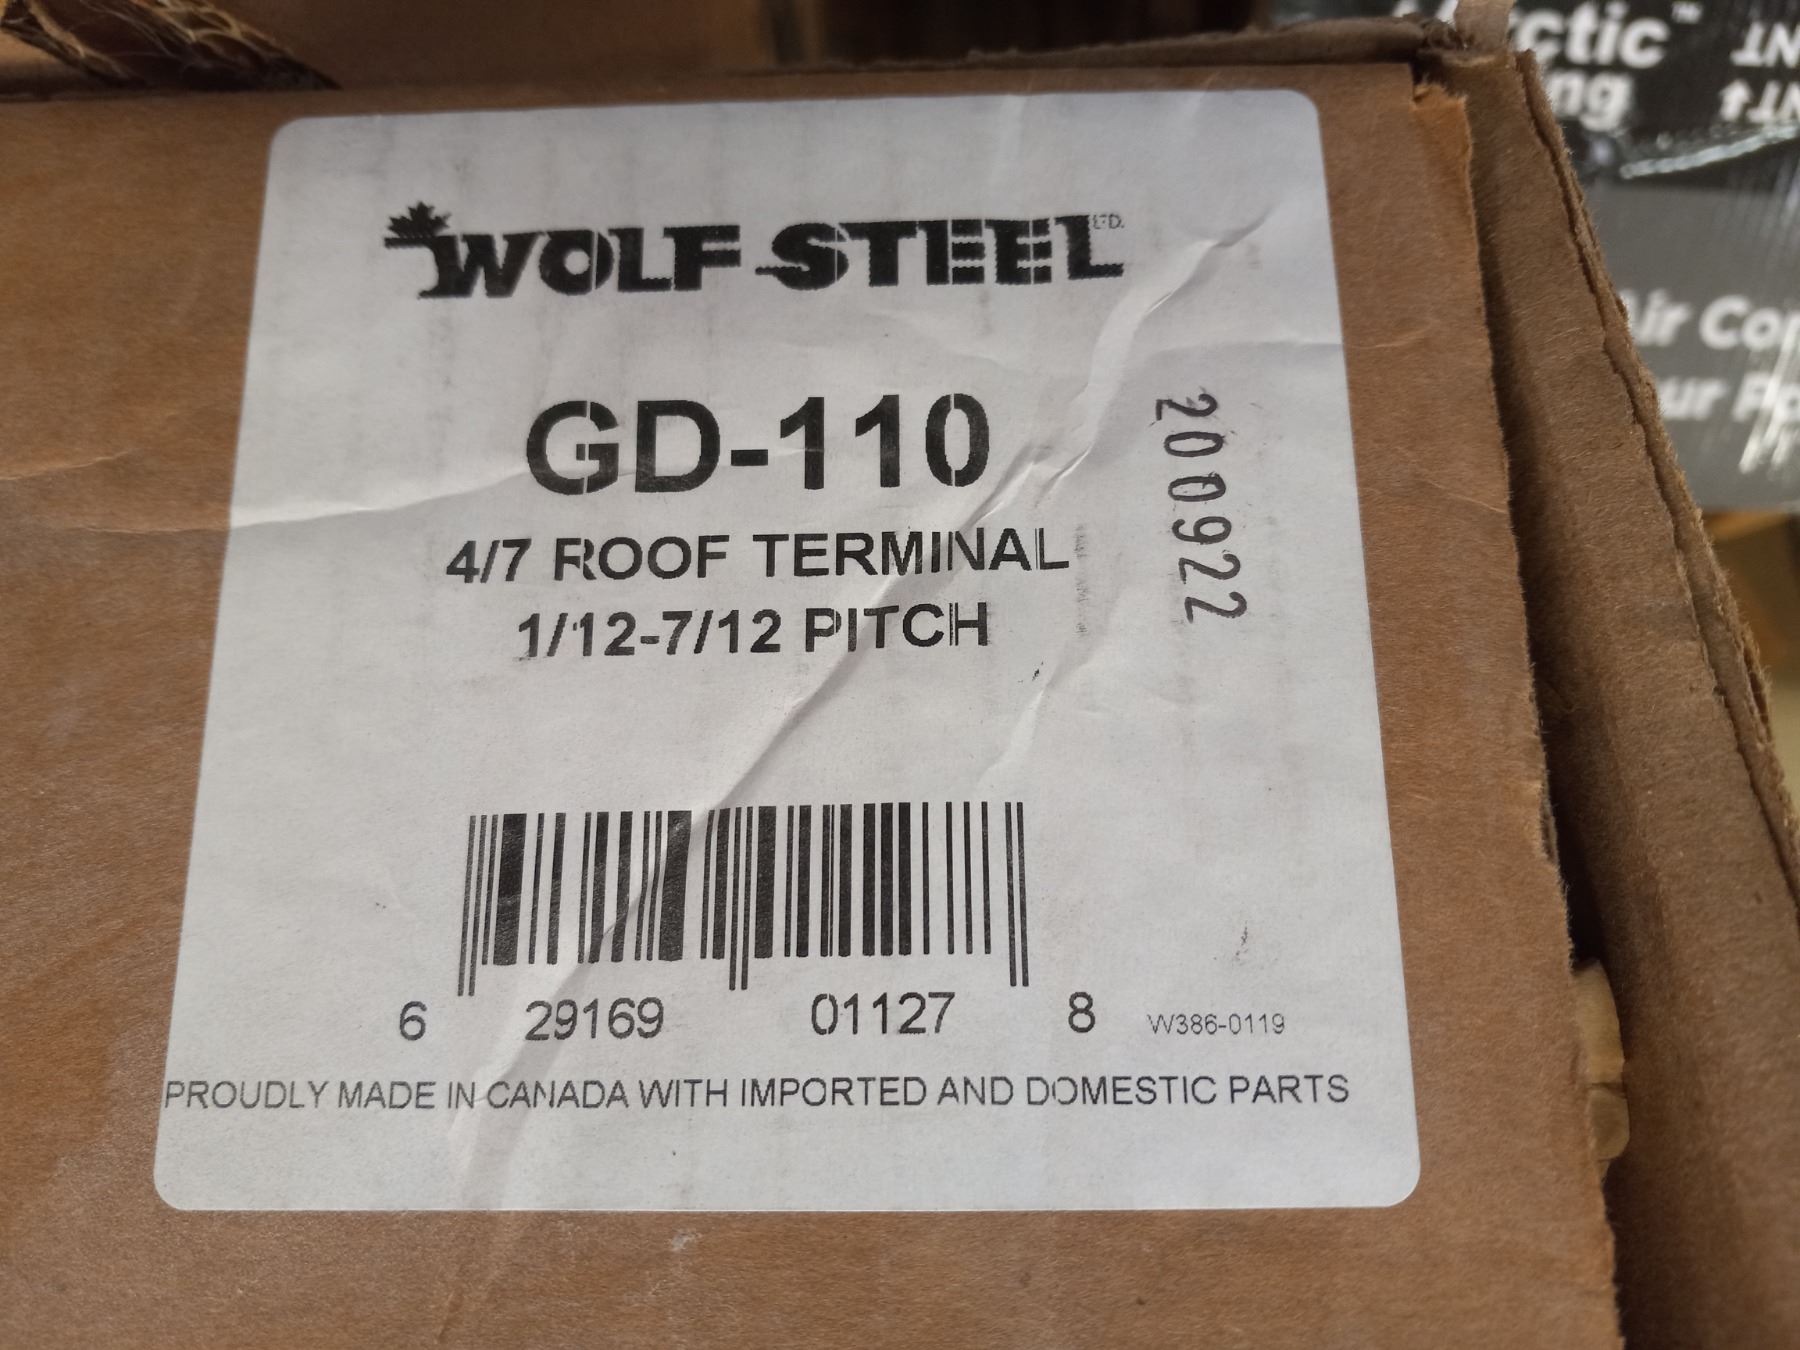 WOLF STEEL LTD.
GD-110
4/7 ROOF TERMINAL
1/12-7/12 PITCH
200922
6 29169 01127 8 W386-0119
PROUDLY MADE IN CANADA WITH IMPORTED AND DOMESTIC PARTS